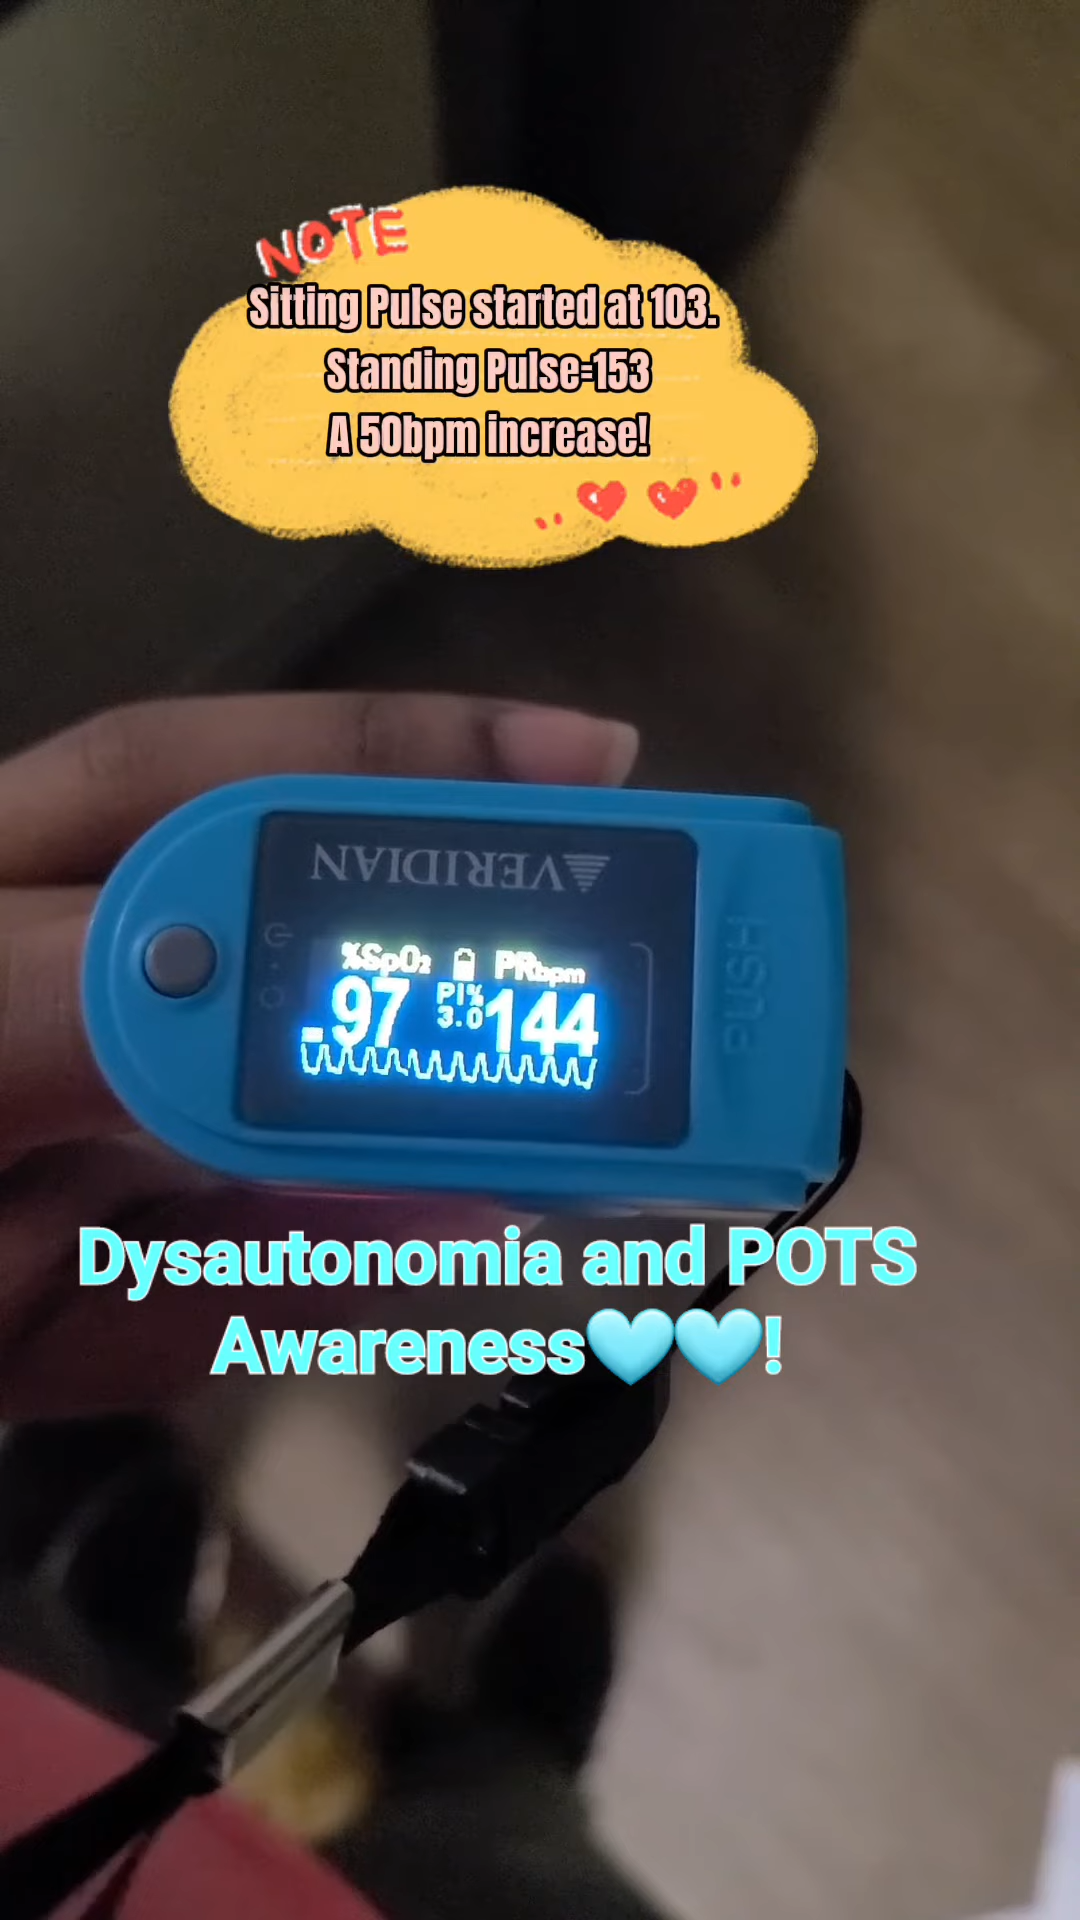 NOTE
Sitting Pulse started at 103.
Standing Pulse=153
A 50bpm increase!
VERIDIAN
%SpO2 PRbpm
97 PI% 3.0 144
PUSH
Dysautonomia and POTS
Awareness🩵🩵!